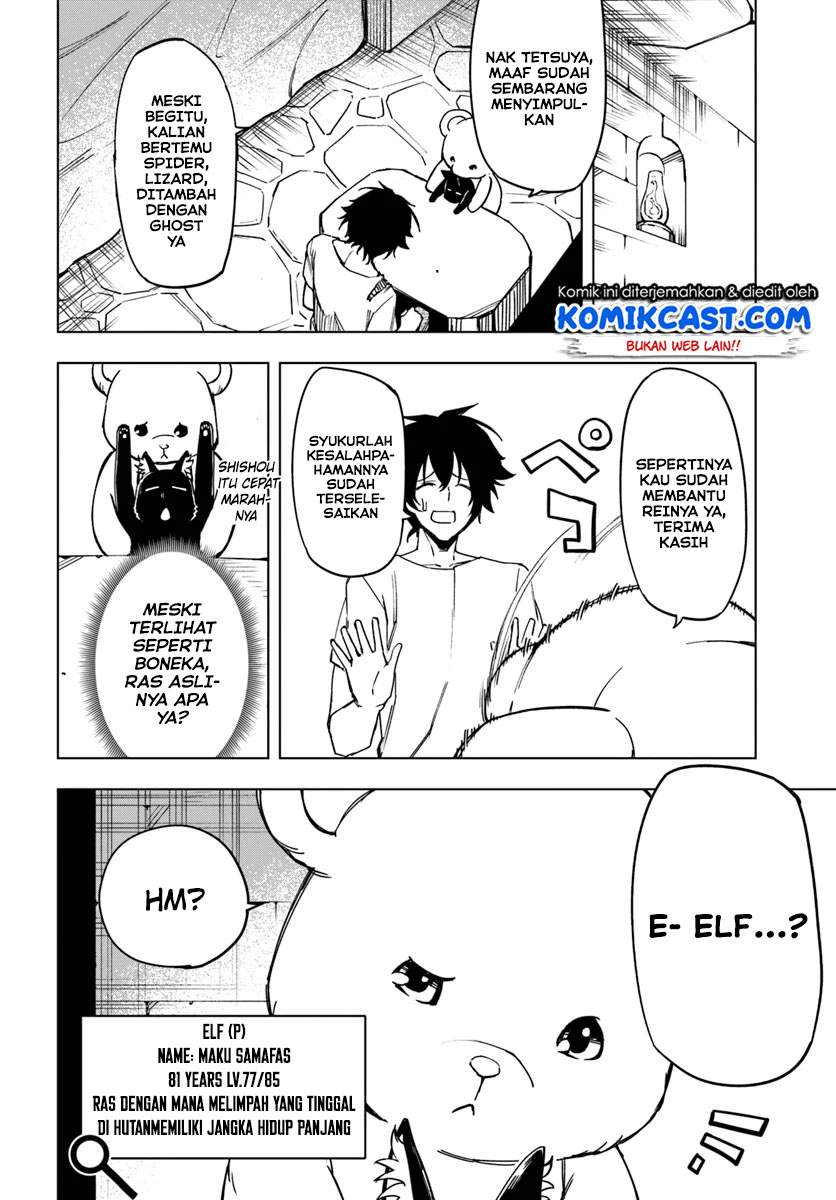 NAK TETSUYA,
MAAF SUDAH
SEMBARANG
MENYIMPUL-
KAN
MESKI
BEGITU,
KALIAN
BERTEMU
SPIDER,
LIZARD,
DITAMBAH
DENGAN
GHOST
YA
Komik ini diterjemahkan & diedit oleh
KOMIKCAST.COM
BUKAN WEB LAIN!!
SEPERTINYA
KAU SUDAH
MEMBANTU
REINYA YA,
TERIMA
KASIH
ペコ
SYUKURLAH
KESALAHPA-
HAMANNYA
SUDAH
TERSELE-
SAIKAN
SHISHOU
ITU CEPAT
MARAH-
NYA
MESKI
TERLIHAT
SEPERTI
BONEKA,
RAS ASLI-
NYA APA
YA?
E- ELF...?
HM?
ELF (P)
NAME: MAKU SAMAFAS
81 YEARS LV.77/85
RAS DENGAN MANA MELIMPAH YANG TINGGAL
DI HUTANMEMILIKI JANGKA HIDUP PANJANG